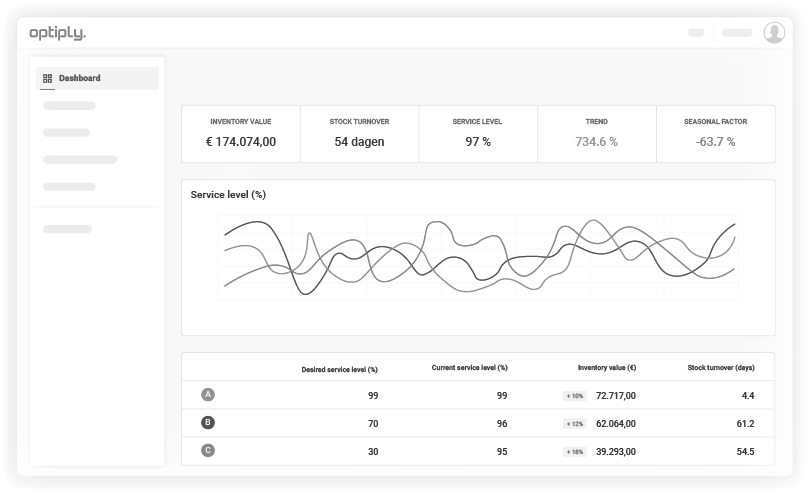 optiply.
Dashboard
INVENTORY VALUE STOCK TURNOVER SERVICE LEVEL TREND SEASONAL FACTOR
€ 174.074,00 54 dagen 97 % 734.6 % -63.7 %
Service level (%)
Desired service level (%) Current service level (%) Inventory value (€) Stock turnover (days)
A 99 99 + 10% 72.717,00 4.4
B 70 96 + 12% 62.064,00 61.2
C 30 95 + 18% 39.293,00 54.5